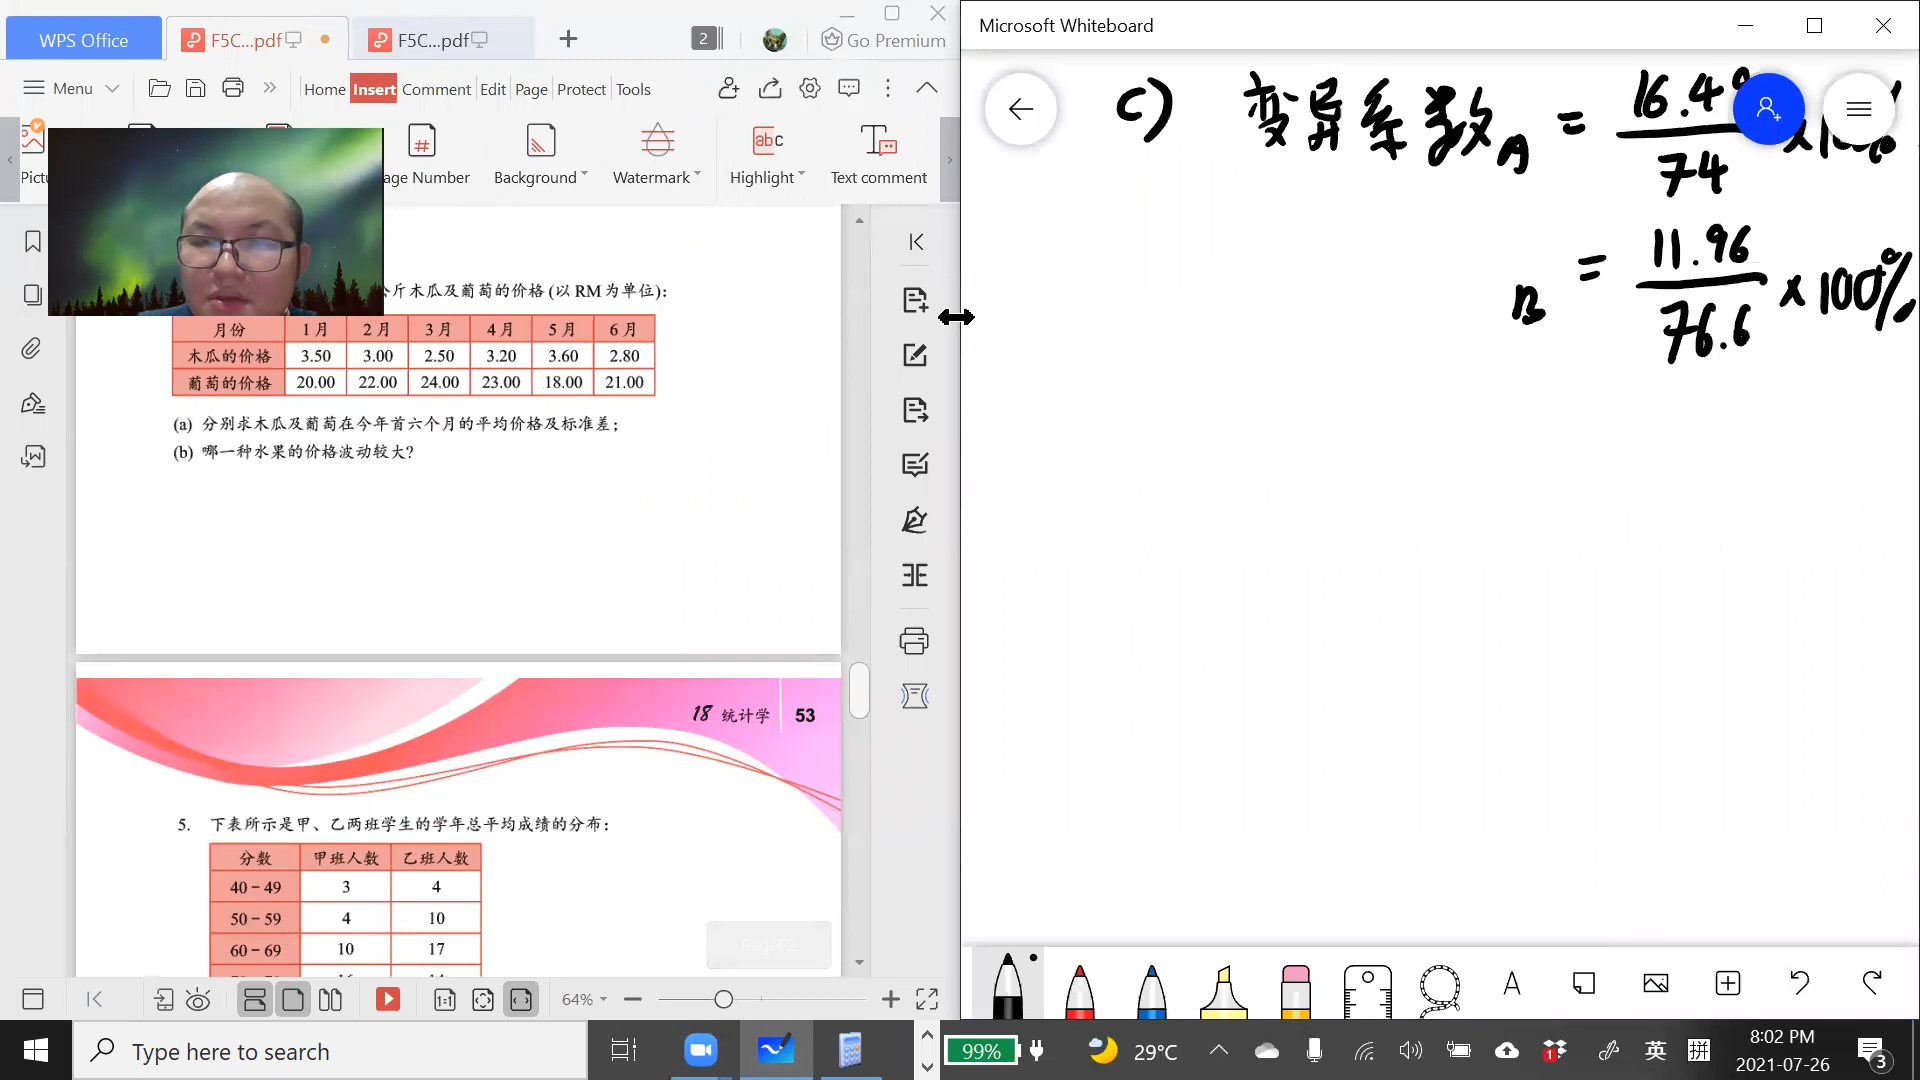 WPS Office
F5C...pdf
F5C...pdf
2
Go Premium
Menu
Home Insert Comment Edit Page Protect Tools
Background
Watermark
Highlight
Text comment
age Number
斤木瓜及葡萄的价格(以 RM 为单位):
月份 1 月 2 月 3 月 4 月 5 月 6 月
木瓜的价格 3.50 3.00 2.50 3.20 3.60 2.80
葡萄的价格 20.00 22.00 24.00 23.00 18.00 21.00
(a) 分别求木瓜及葡萄在今年首六个月的平均价格及标准差;
(b) 哪一种水果的价格波动较大?
18 统计学 53
5. 下表所示是甲、乙两班学生的学年总平均成绩的分布:
分数 甲班人数 乙班人数
40 - 49 3 4
50 - 59 4 10
60 - 69 10 17
64%
Microsoft Whiteboard
C) 变异系数A =
74
B = 11.96 / 76.6 × 100%
Type here to search
99%
29°C
英
拼
8:02 PM
2021-07-26
3